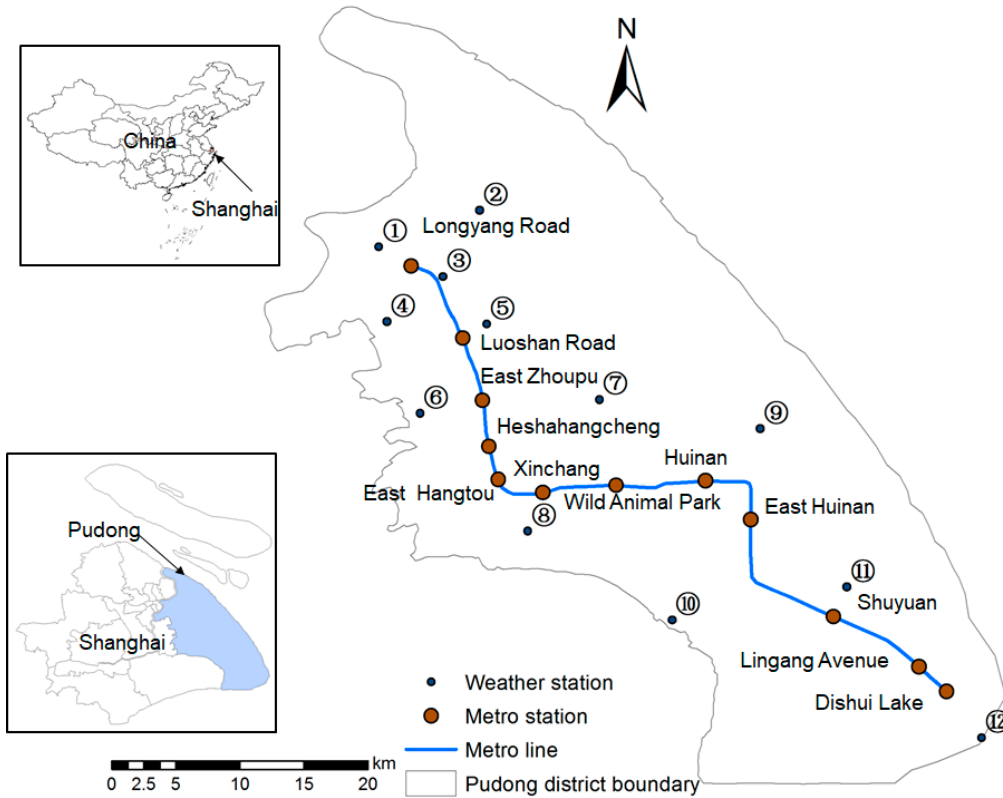 N
China
Shanghai
②
①
Longyang Road
③
④
⑤
Luoshan Road
East Zhoupu
⑦
⑥
⑨
Heshahangcheng
Xinchang
Huinan
East Hangtou
Wild Animal Park
East Huinan
⑧
Pudong
⑪
Shuyuan
⑩
Shanghai
Lingang Avenue
Dishui Lake
⑫
Weather station
Metro station
Metro line
Pudong district boundary
km
0 2.5 5 10 15 20